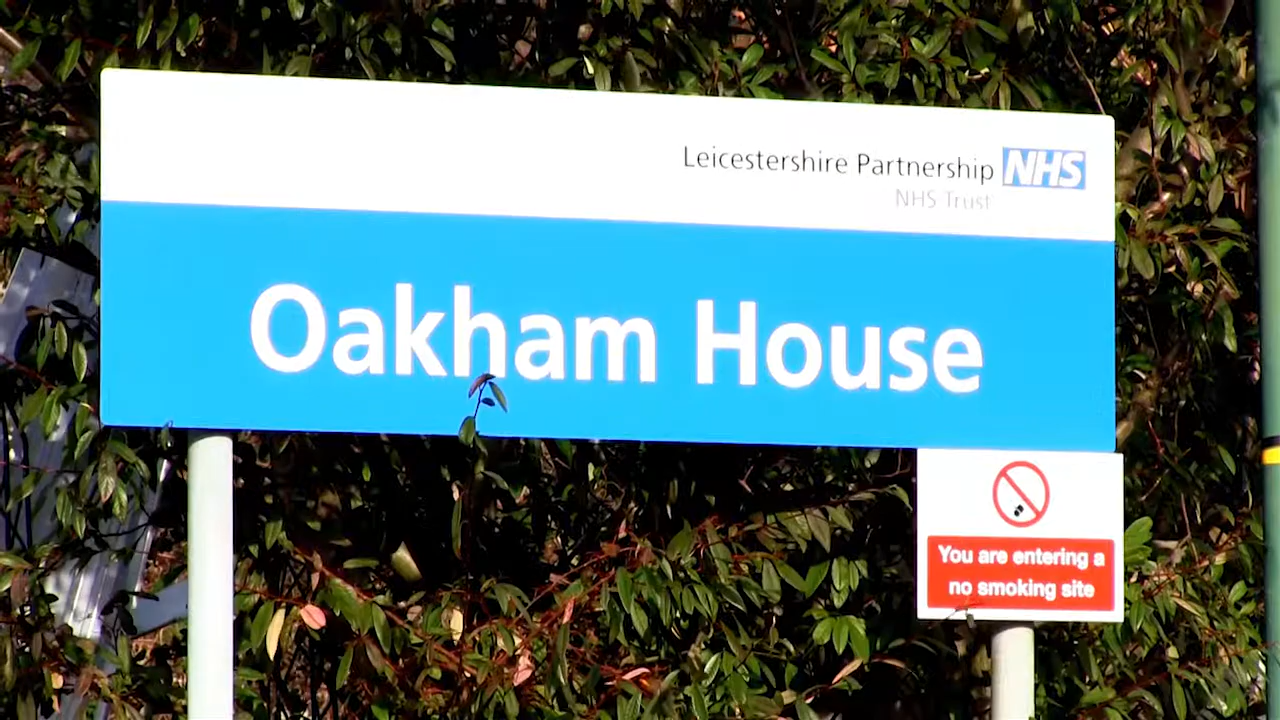 Leicestershire Partnership NHS
NHS Trust
Oakham House
You are entering a
no smoking site